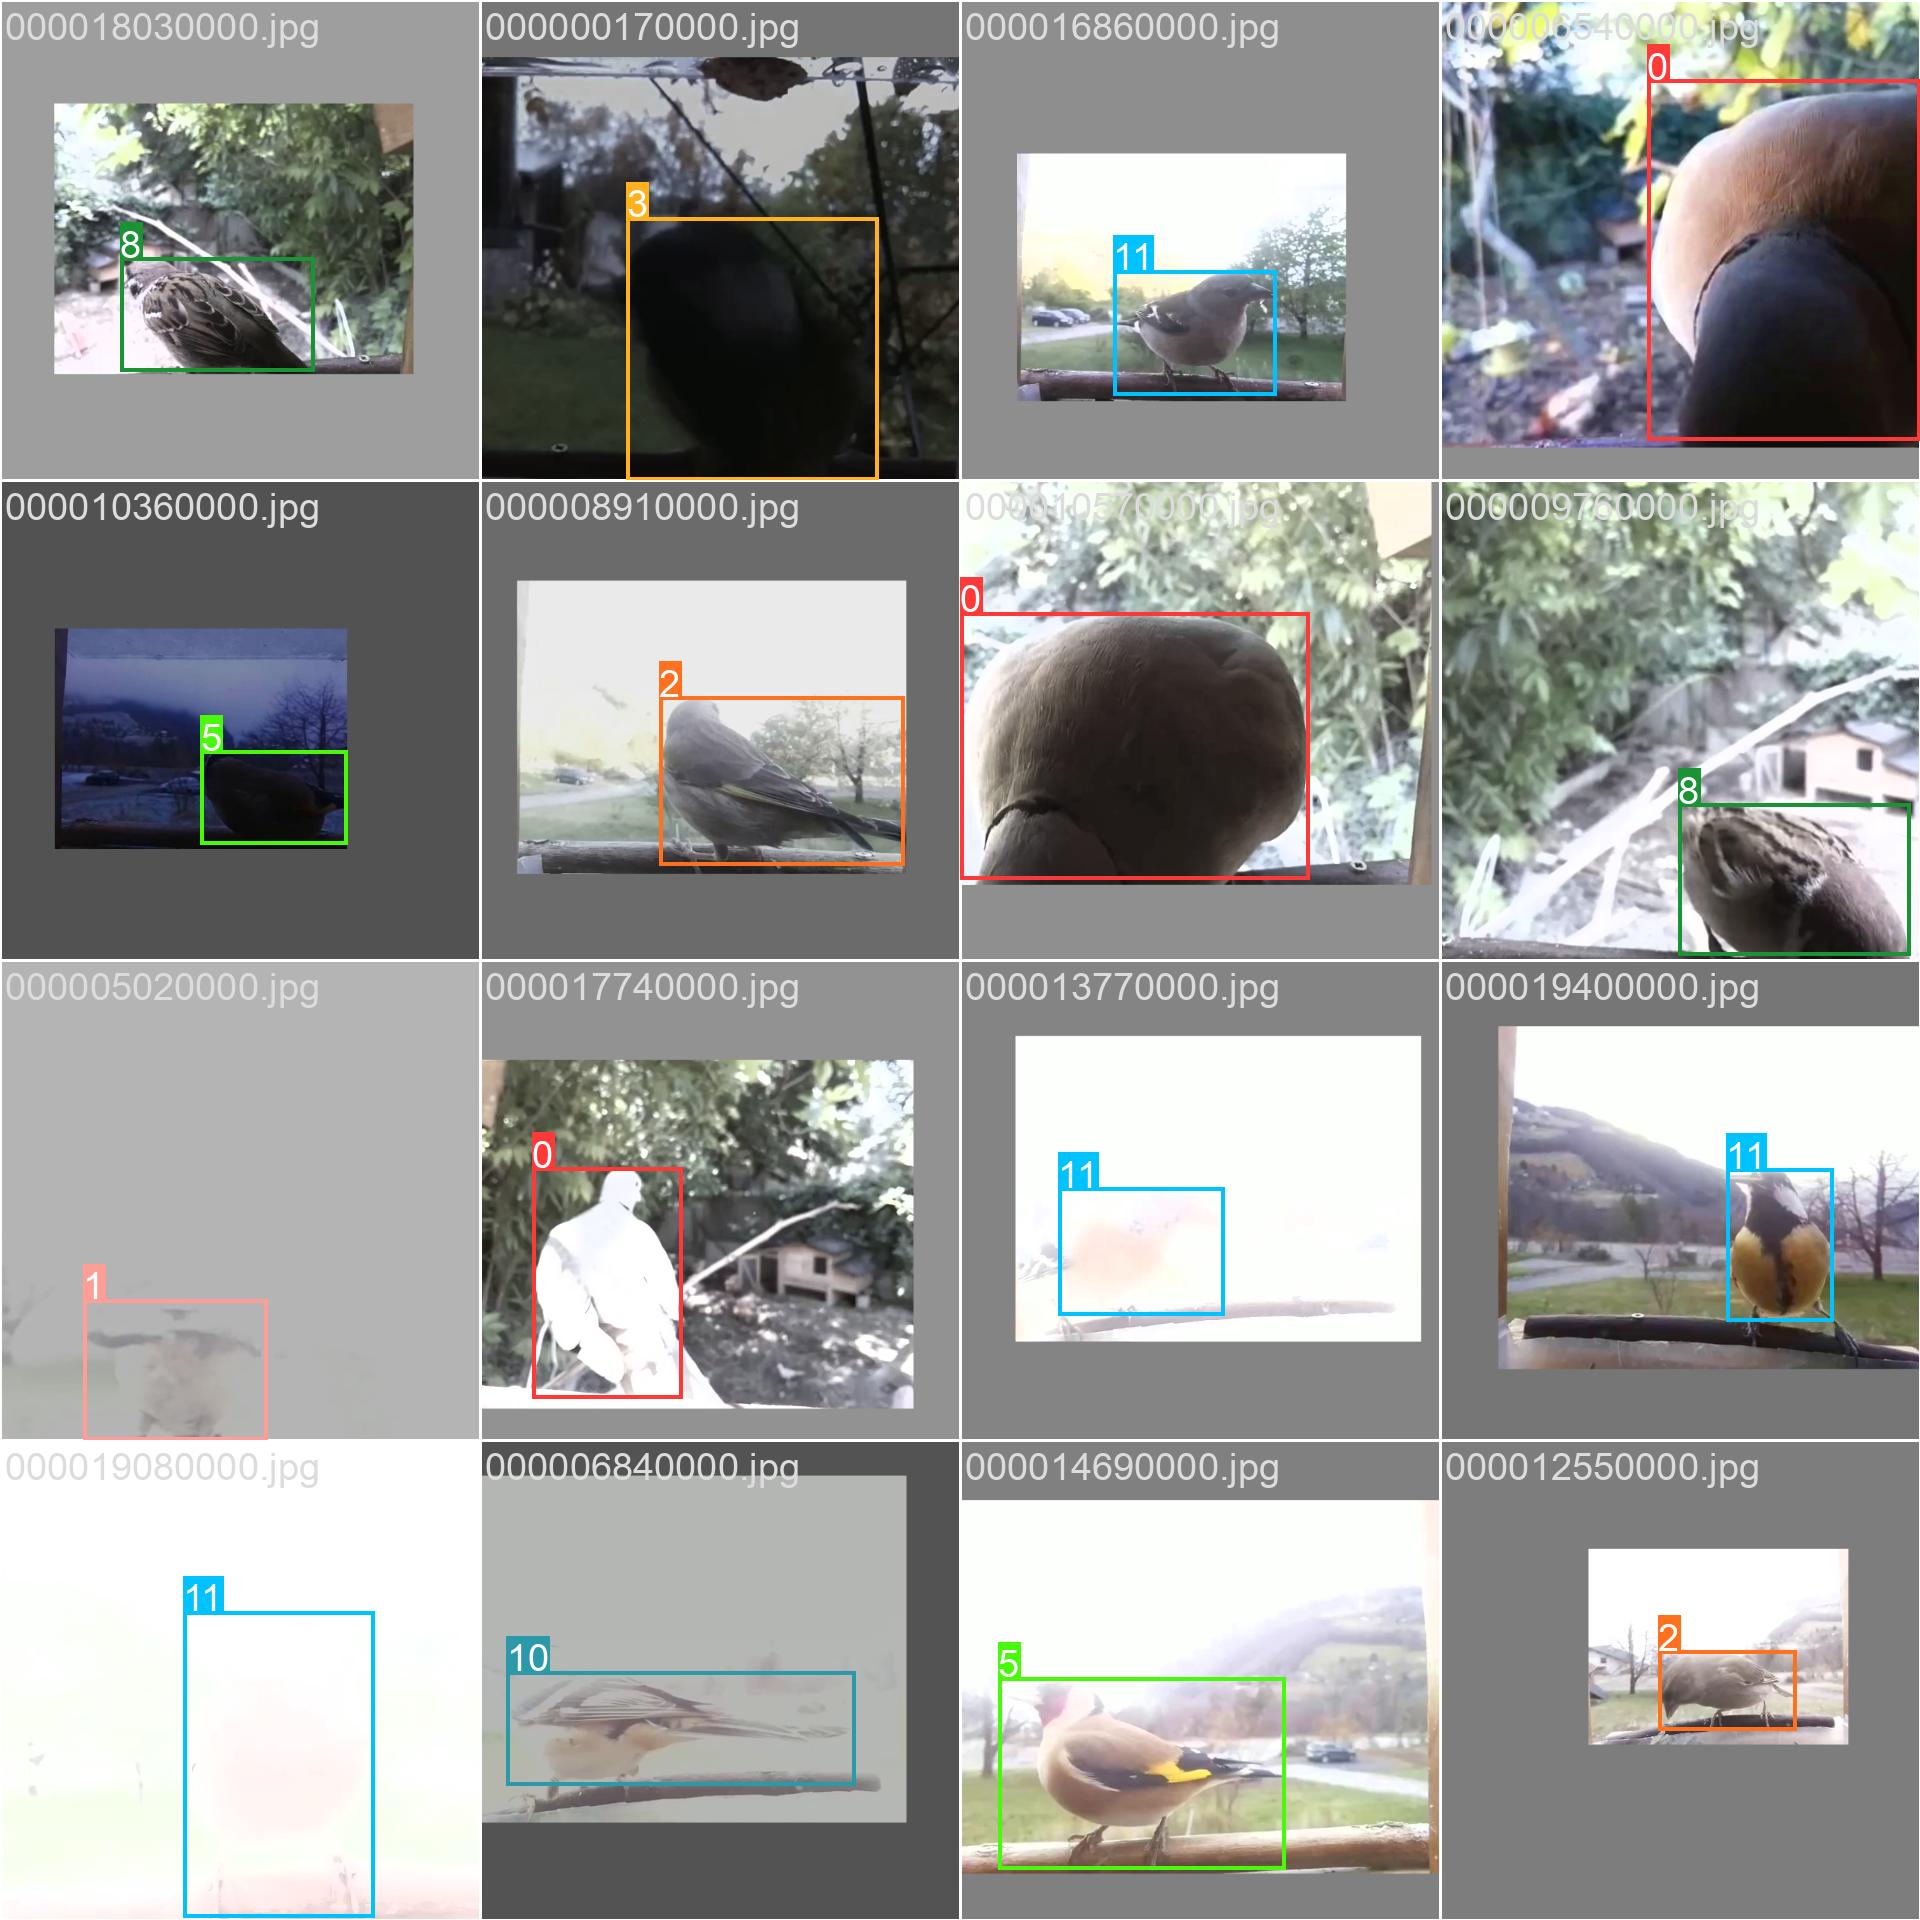 000018030000.jpg
000000170000.jpg
000016860000.jpg
000006540000.jpg
0
3
11
8
000010360000.jpg
000008910000.jpg
000010570000.jpg
000009760000.jpg
0
2
5
8
000005020000.jpg
000017740000.jpg
000013770000.jpg
000019400000.jpg
0
11
11
1
000019080000.jpg
000006840000.jpg
000014690000.jpg
000012550000.jpg
11
2
10
5